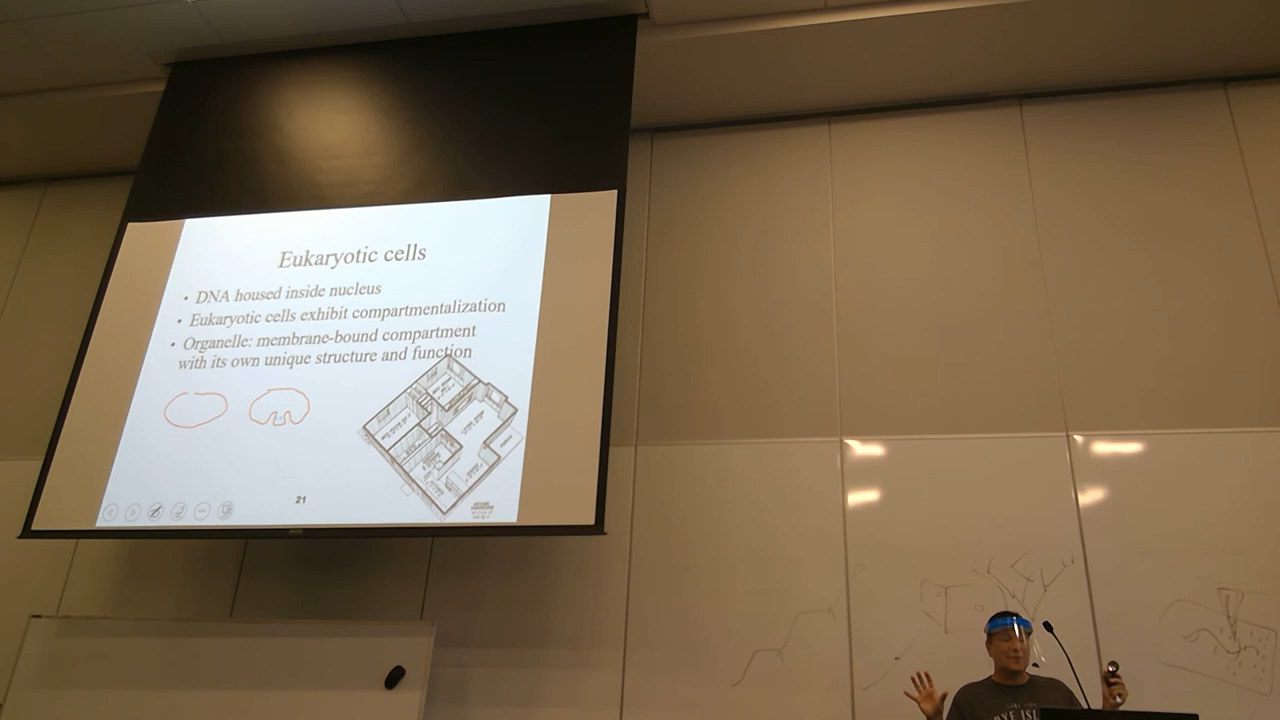 Eukaryotic cells
• DNA housed inside nucleus
• Eukaryotic cells exhibit compartmentalization
• Organelle: membrane-bound compartment
with its own unique structure and function
21